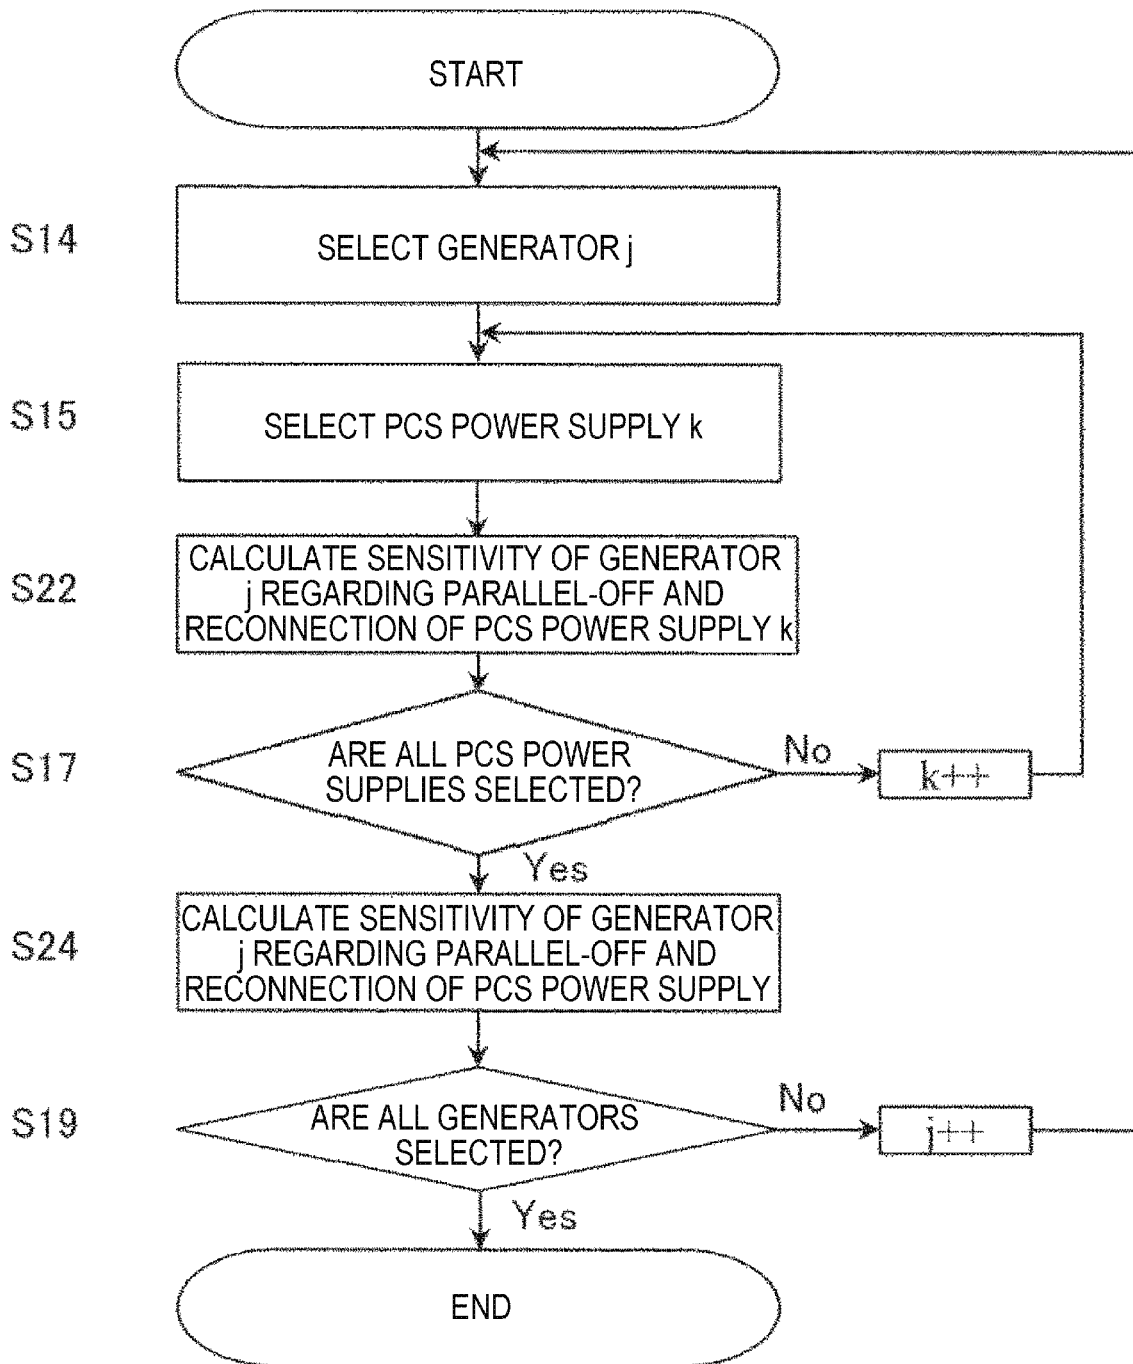 START
S14
SELECT GENERATOR j
S15
SELECT PCS POWER SUPPLY k
S22
CALCULATE SENSITIVITY OF GENERATOR
j REGARDING PARALLEL-OFF AND
RECONNECTION OF PCS POWER SUPPLY k
S17
ARE ALL PCS POWER
SUPPLIES SELECTED?
No
k++
Yes
S24
CALCULATE SENSITIVITY OF GENERATOR
j REGARDING PARALLEL-OFF AND
RECONNECTION OF PCS POWER SUPPLY
S19
ARE ALL GENERATORS
SELECTED?
No
j++
Yes
END